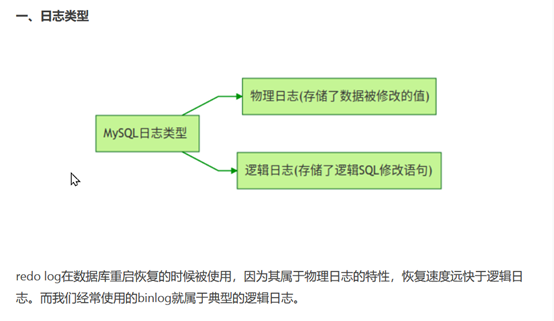 一、日志类型
物理日志(存储了数据被修改的值)
MySQL日志类型
逻辑日志(存储了逻辑SQL修改语句)
redo log在数据库重启恢复的时候被使用，因为其属于物理日志的特性，恢复速度远快于逻辑日
志。而我们经常使用的binlog就属于典型的逻辑日志。